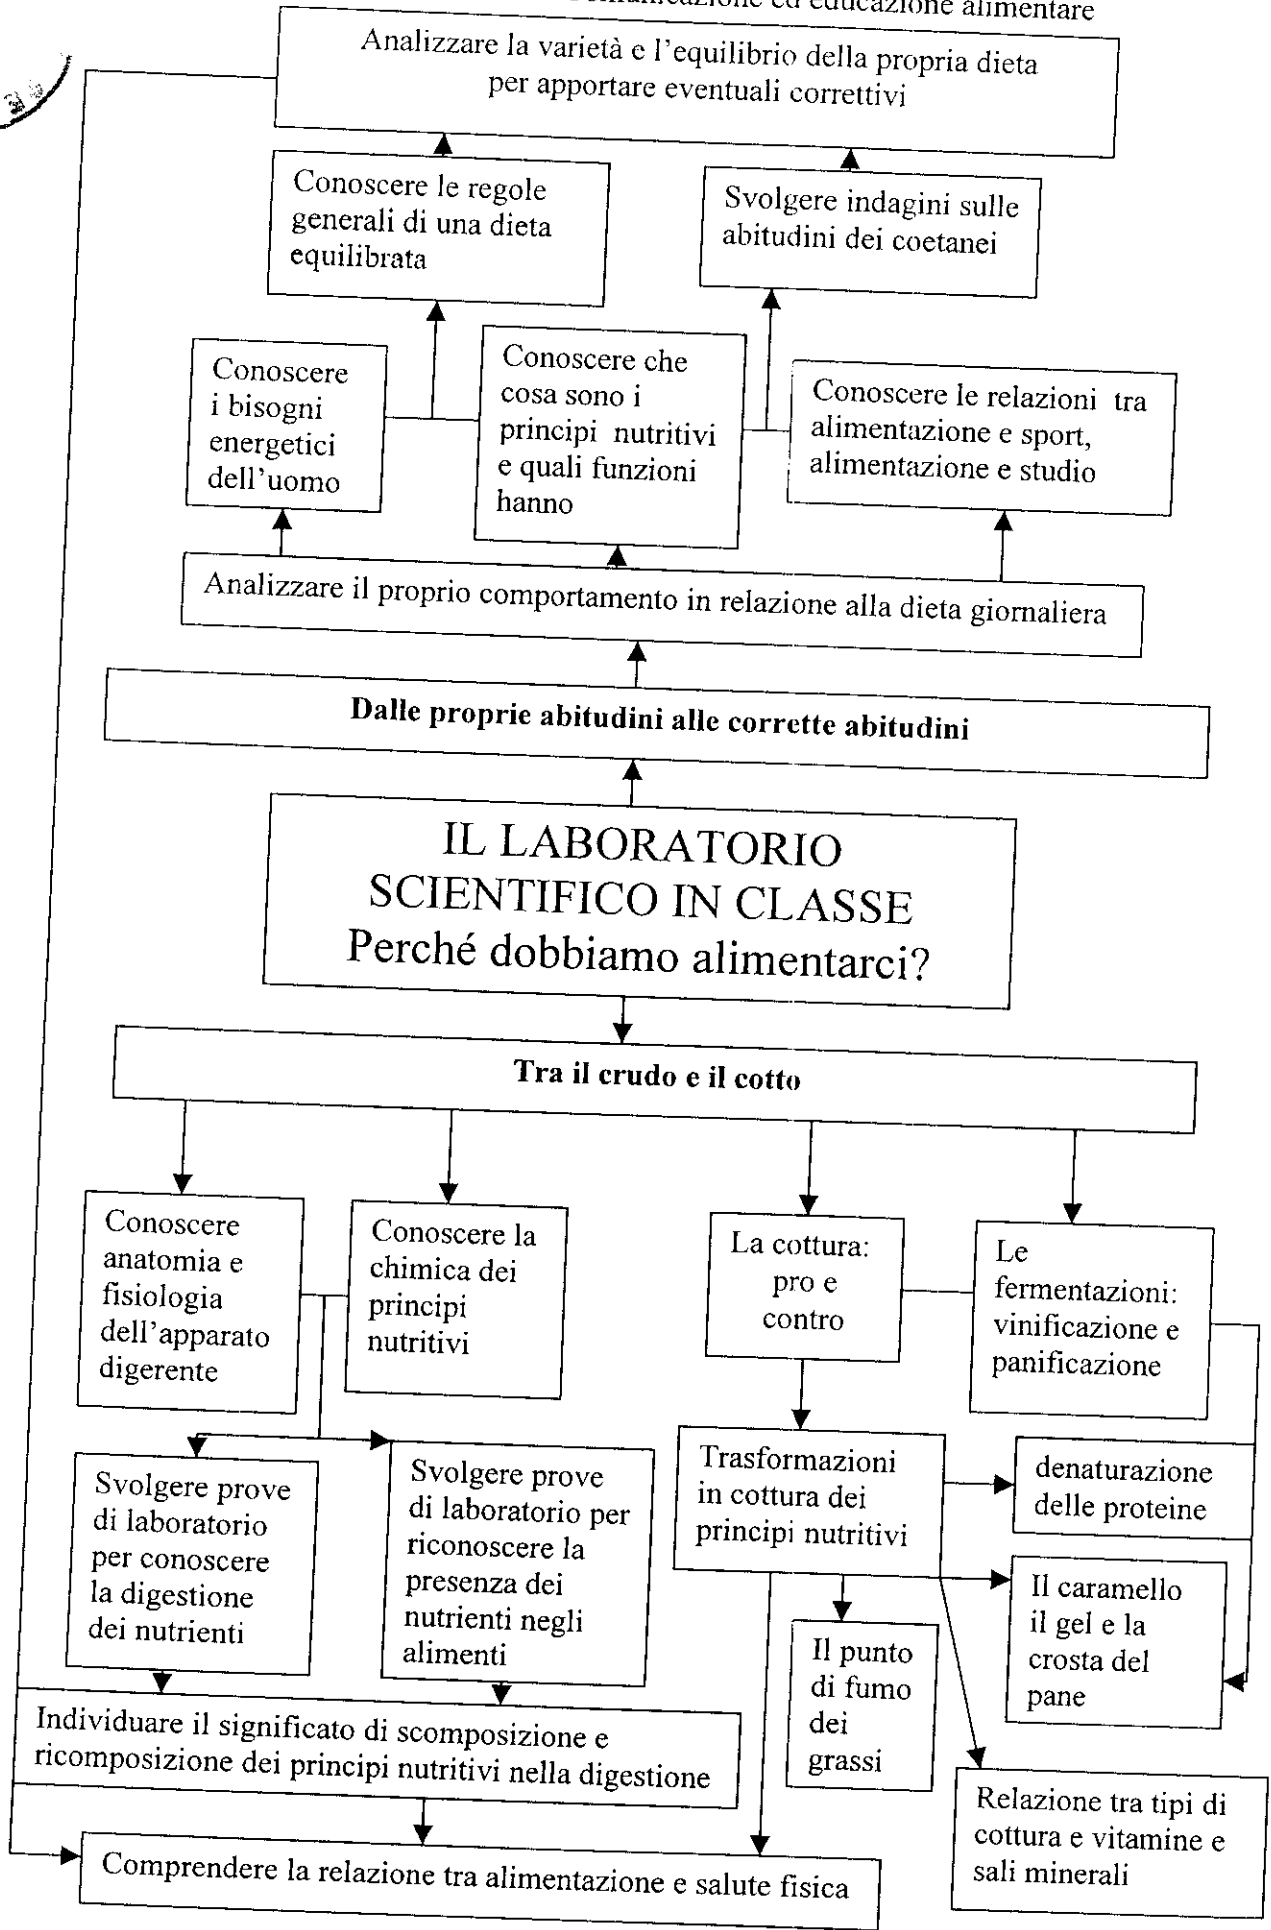 ed educazione alimentare
Analizzare la varietà e l'equilibrio della propria dieta
per apportare eventuali correttivi
Conoscere le regole
generali di una dieta
equilibrata
Svolgere indagini sulle
abitudini dei coetanei
Conoscere
i bisogni
energetici
dell'uomo
Conoscere che
cosa sono i
principi nutritivi
e quali funzioni
hanno
Conoscere le relazioni tra
alimentazione e sport,
alimentazione e studio
Analizzare il proprio comportamento in relazione alla dieta giornaliera
Dalle proprie abitudini alle corrette abitudini
IL LABORATORIO
SCIENTIFICO IN CLASSE
Perché dobbiamo alimentarci?
Tra il crudo e il cotto
Conoscere
anatomia e
fisiologia
dell'apparato
digerente
Conoscere la
chimica dei
principi
nutritivi
La cottura:
pro e
contro
Le
fermentazioni:
vinificazione e
panificazione
Svolgere prove
di laboratorio
per conoscere
la digestione
dei nutrienti
Svolgere prove
di laboratorio per
riconoscere la
presenza dei
nutrienti negli
alimenti
Trasformazioni
in cottura dei
principi nutritivi
denaturazione
delle proteine
Il caramello
il gel e la
crosta del
pane
Il punto
di fumo
dei
grassi
Individuare il significato di scomposizione e
ricomposizione dei principi nutritivi nella digestione
Relazione tra tipi di
cottura e vitamine e
sali minerali
Comprendere la relazione tra alimentazione e salute fisica